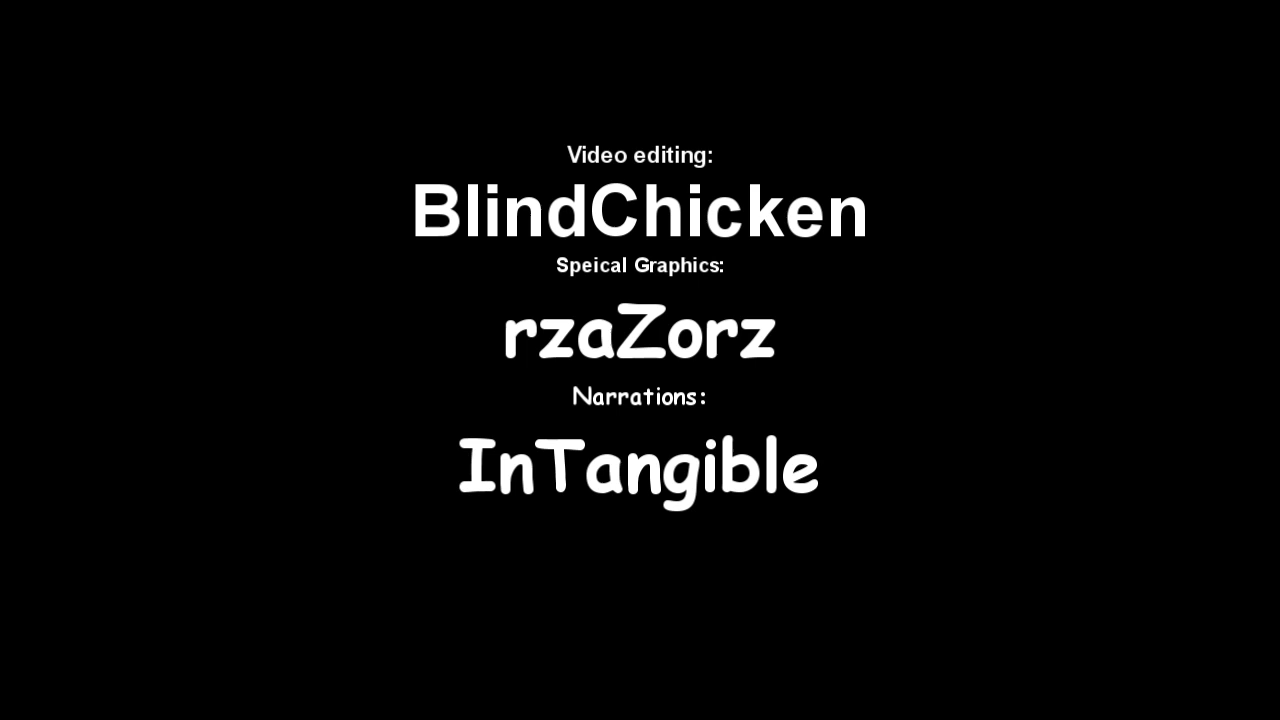 Video editing:
BlindChicken
Speical Graphics:
rzaZorz
Narrations:
InTangible